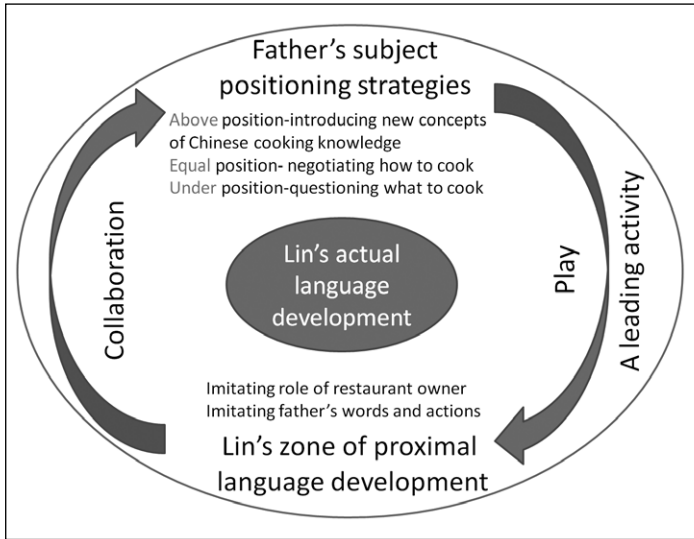 Father's subject
positioning strategies
Above position-introducing new concepts
of Chinese cooking knowledge
Equal position- negotiating how to cook
Under position-questioning what to cook
Collaboration
Lin's actual
language
development
Play
A leading activity
Imitating role of restaurant owner
Imitating father's words and actions
Lin's zone of proximal
language development